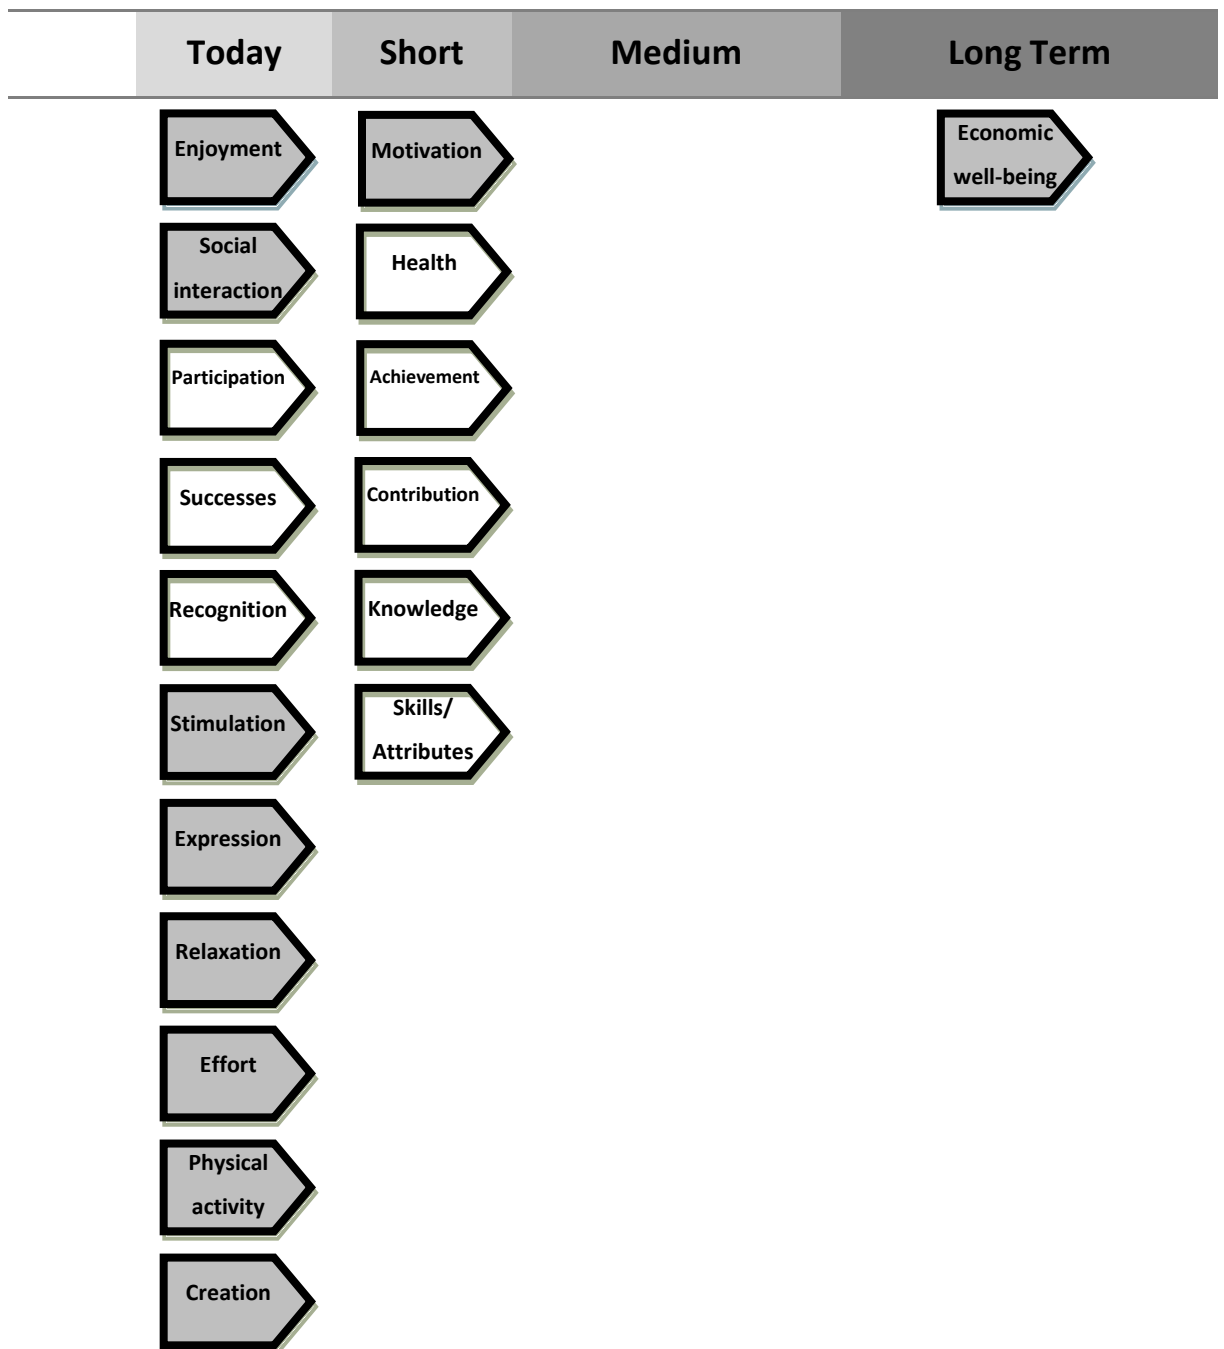 Today Short Medium Long Term
Enjoyment Motivation Economic
well-being
Social
interaction
Health
Participation Achievement
Successes Contribution
Recognition Knowledge
Stimulation
Skills/
Attributes
Expression
Relaxation
Effort
Physical
activity
Creation